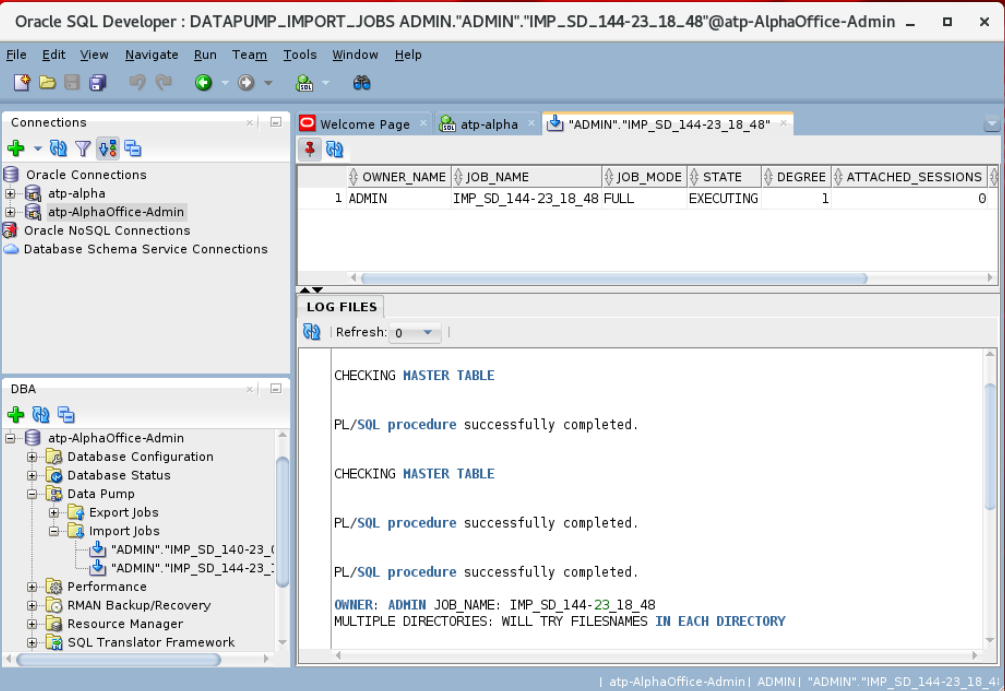 Oracle SQL Developer : DATAPUMP_IMPORT_JOBS ADMIN."ADMIN"."IMP_SD_144-23_18_48"@atp-AlphaOffice-Admin
File Edit View Navigate Run Team Tools Window Help
Connections
Oracle Connections
atp-alpha
atp-AlphaOffice-Admin
Oracle NoSQL Connections
Database Schema Service Connections
DBA
atp-AlphaOffice-Admin
Database Configuration
Database Status
Data Pump
Export Jobs
Import Jobs
"ADMIN"."IMP_SD_140-23_
"ADMIN"."IMP_SD_144-23_
Performance
RMAN Backup/Recovery
Resource Manager
SQL Translator Framework
Welcome Page atp-alpha "ADMIN"."IMP_SD_144-23_18_48"
OWNER_NAME JOB_NAME JOB_MODE STATE DEGREE ATTACHED_SESSIONS
1 ADMIN IMP_SD_144-23_18_48 FULL EXECUTING 1 0
LOG FILES
Refresh: 0
CHECKING MASTER TABLE
PL/SQL procedure successfully completed.
CHECKING MASTER TABLE
PL/SQL procedure successfully completed.
PL/SQL procedure successfully completed.
OWNER: ADMIN JOB_NAME: IMP_SD_144-23_18_48
MULTIPLE DIRECTORIES: WILL TRY FILESNAMES IN EACH DIRECTORY
| atp-AlphaOffice-Admin | ADMIN | "ADMIN"."IMP_SD_144-23_18_4